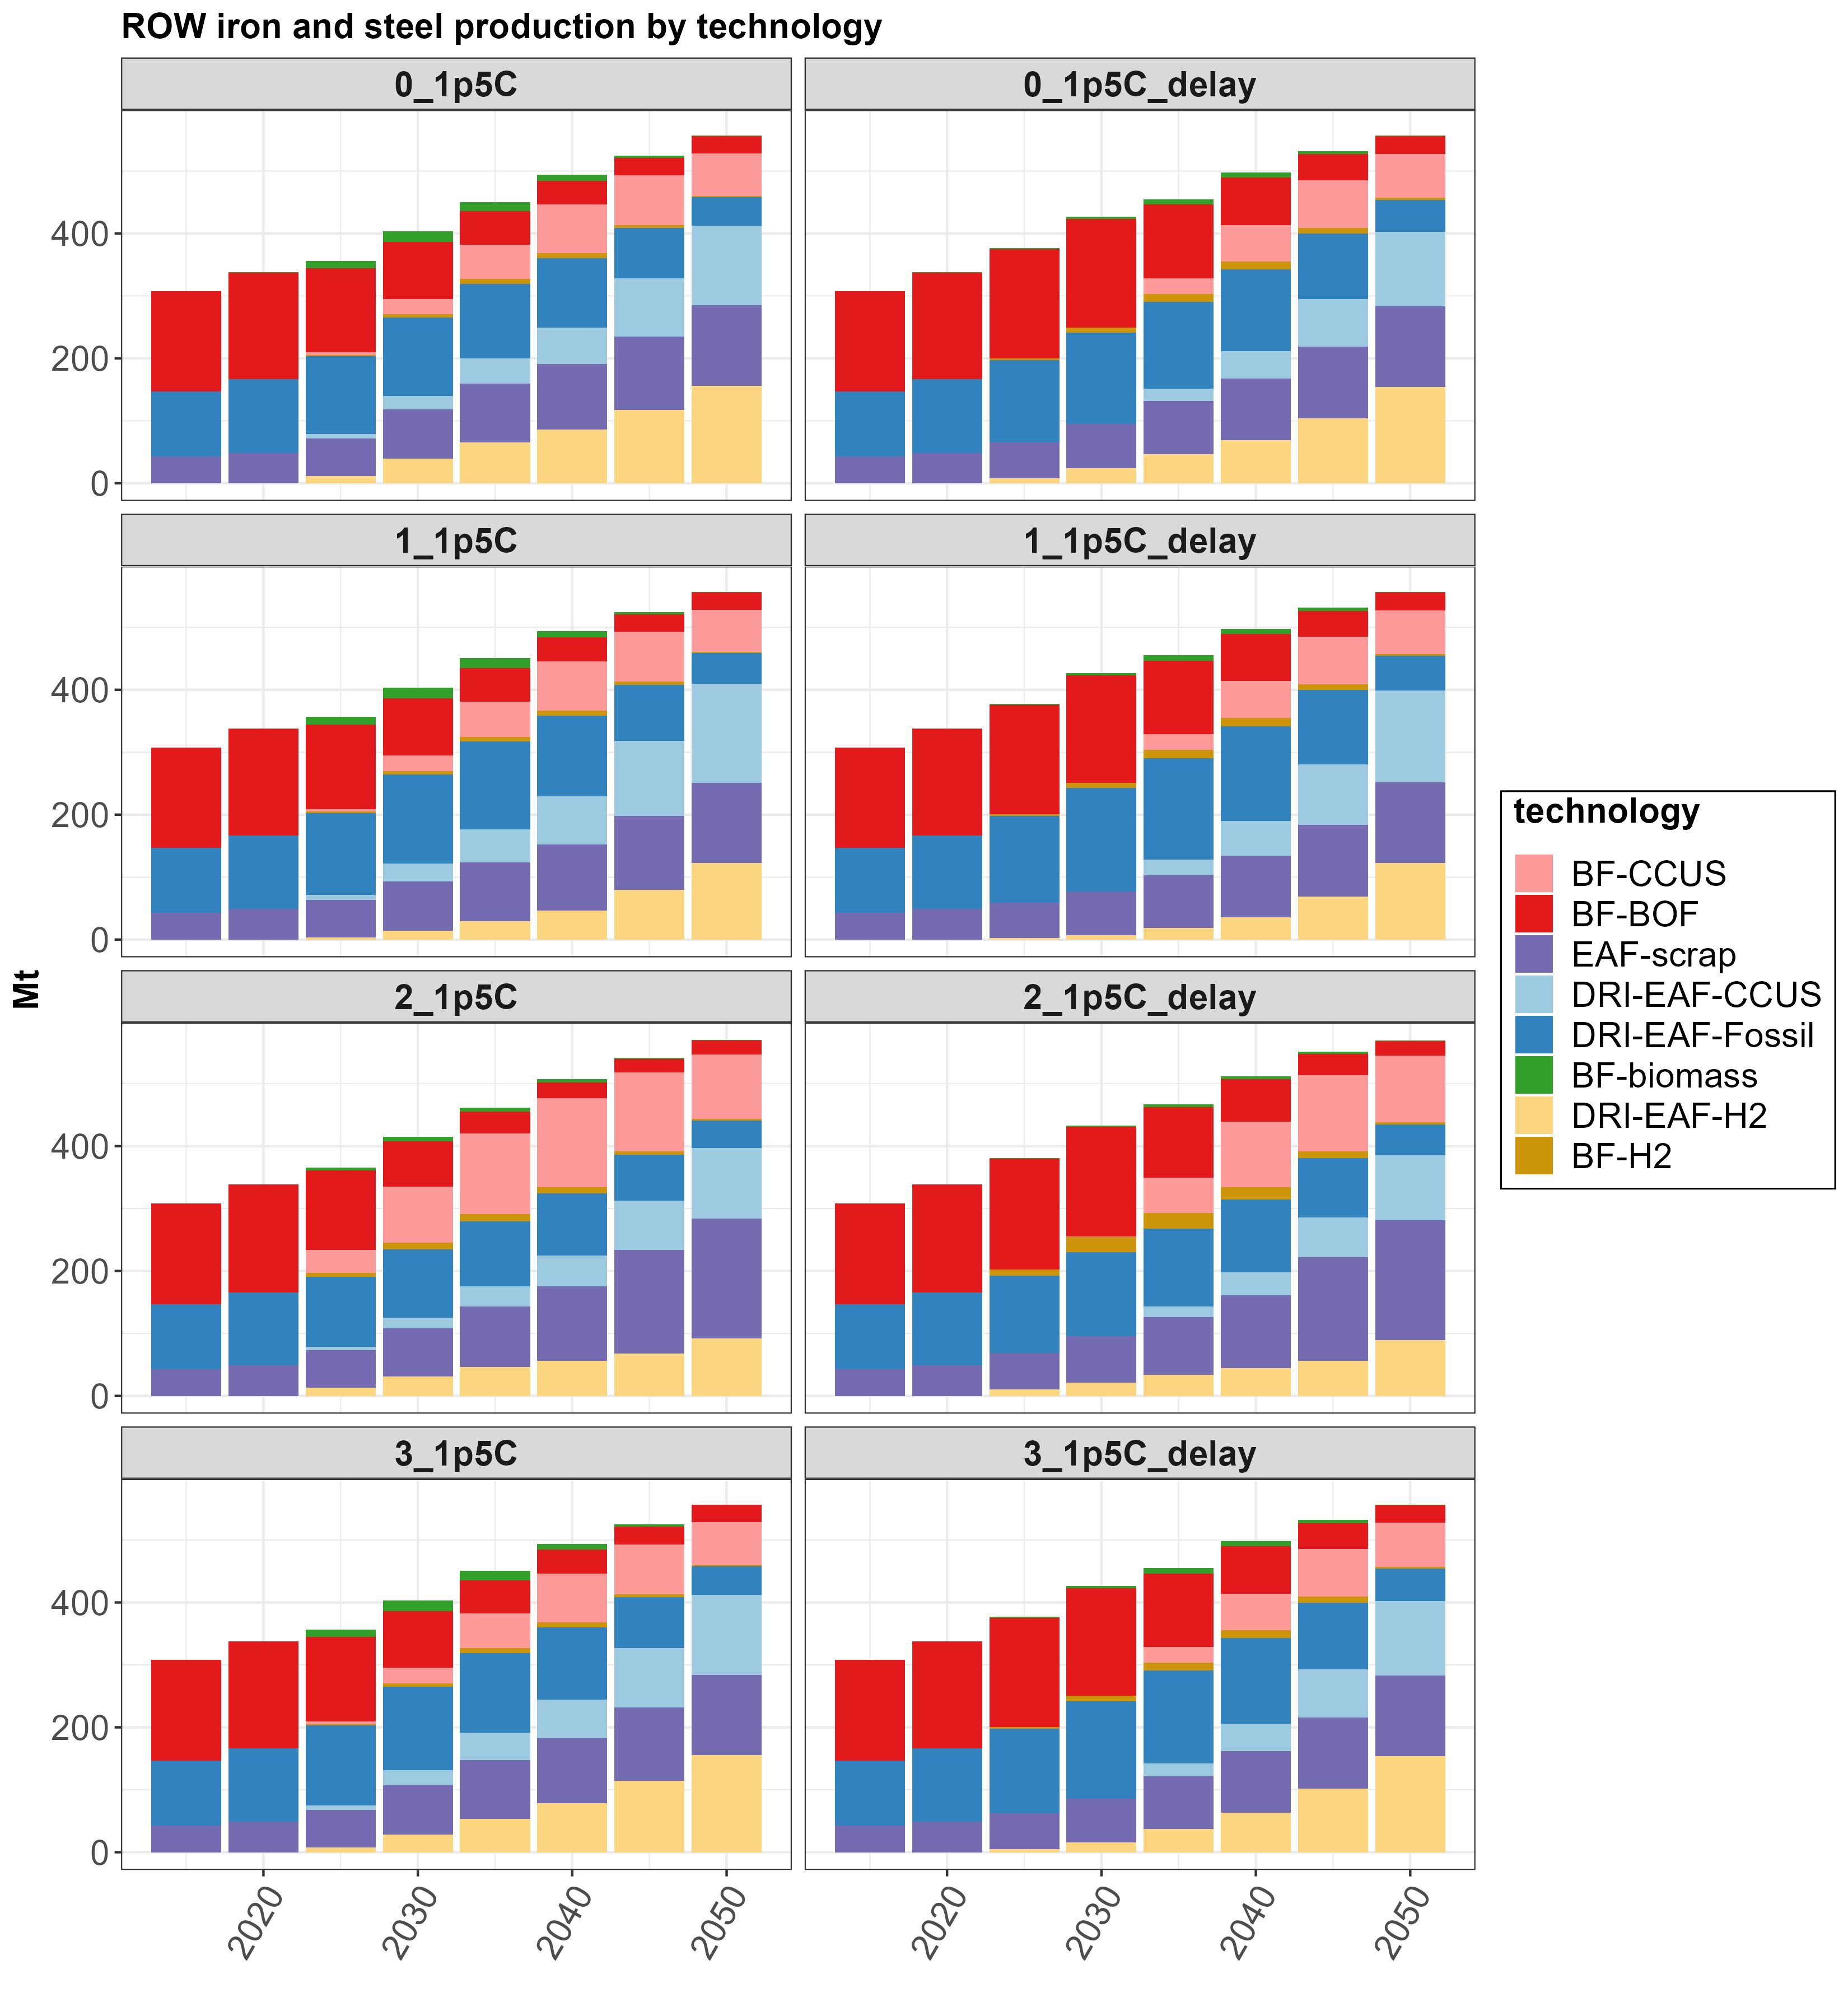 ROW iron and steel production by technology
0_1p5C
0_1p5C_delay
400
200
0
1_1p5C
1_1p5C_delay
400
200
0
2_1p5C
2_1p5C_delay
400
200
0
3_1p5C
3_1p5C_delay
400
200
0
2020
2030
2040
2050
2020
2030
2040
2050
Mt
technology
BF-CCUS
BF-BOF
EAF-scrap
DRI-EAF-CCUS
DRI-EAF-Fossil
BF-biomass
DRI-EAF-H2
BF-H2